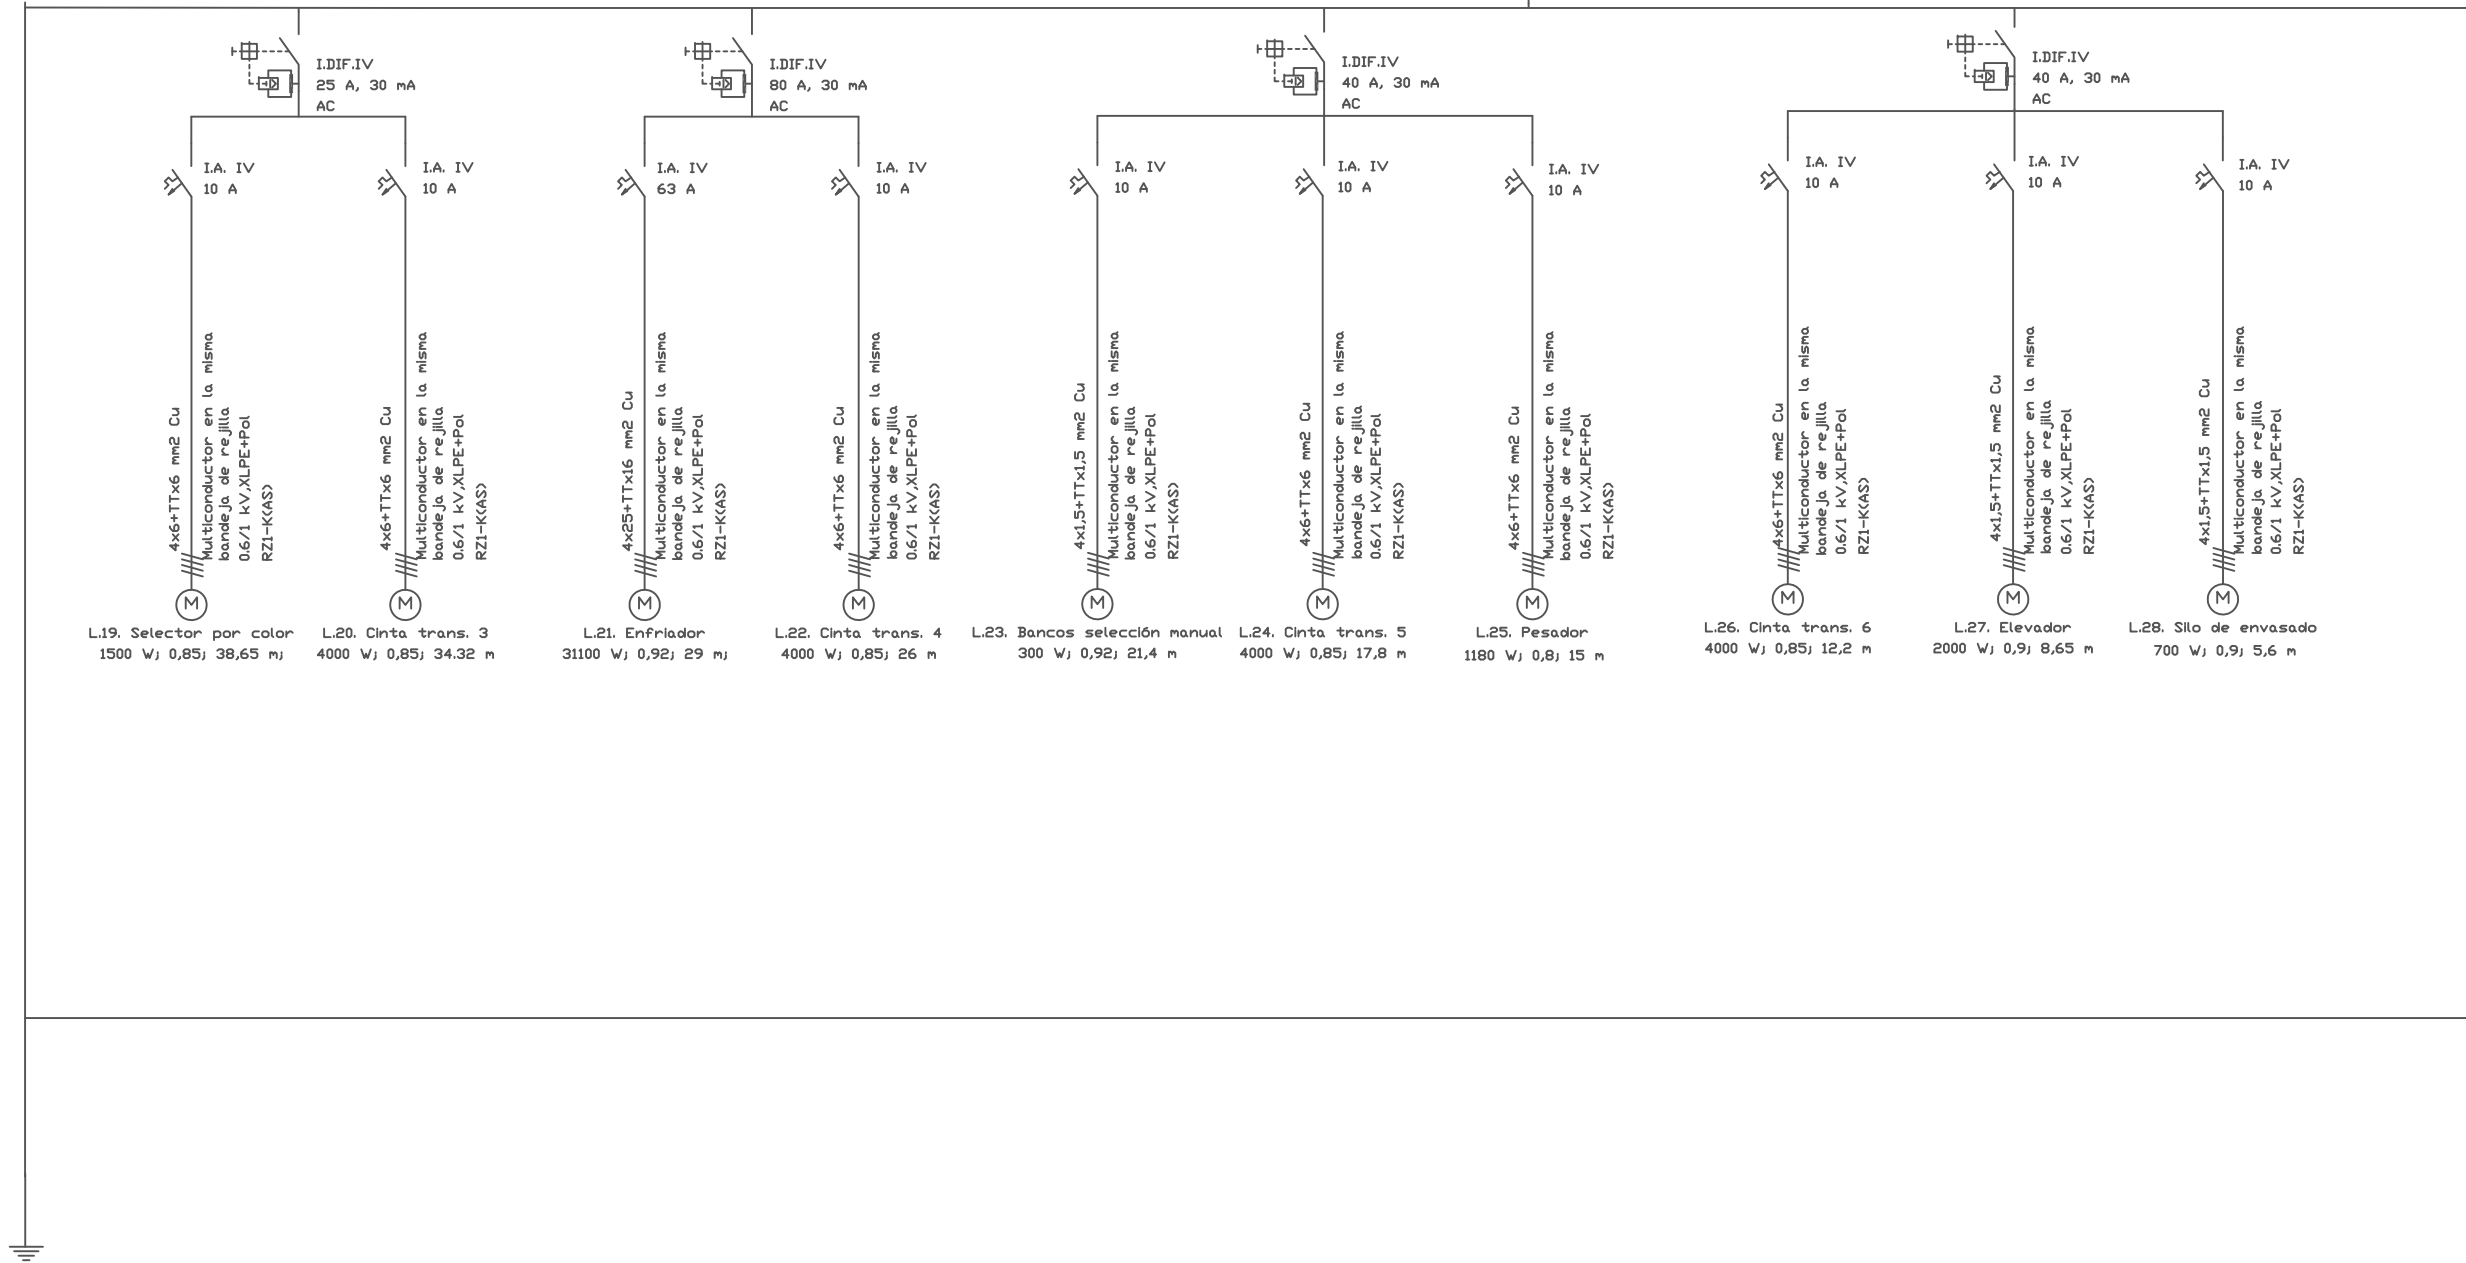 I.DIF.IV
25 A, 30 mA
AC
I.A. IV
10 A
4x6+TTx6 mm2 Cu
Multiconductor en la misma
bandeja de rejilla
0.6/1 kV,XLPE+Pol
RZ1-K(AS)
M
L.19. Selector por color
1500 W; 0,85; 38,65 m;
I.A. IV
10 A
4x6+TTx6 mm2 Cu
Multiconductor en la misma
bandeja de rejilla
0.6/1 kV,XLPE+Pol
RZ1-K(AS)
M
L.20. Cinta trans. 3
4000 W; 0,85; 34.32 m
I.DIF.IV
80 A, 30 mA
AC
I.A. IV
63 A
4x25+TTx16 mm2 Cu
Multiconductor en la misma
bandeja de rejilla
0.6/1 kV,XLPE+Pol
RZ1-K(AS)
M
L.21. Enfriador
31100 W; 0,92; 29 m;
I.A. IV
10 A
4x6+TTx6 mm2 Cu
Multiconductor en la misma
bandeja de rejilla
0.6/1 kV,XLPE+Pol
RZ1-K(AS)
M
L.22. Cinta trans. 4
4000 W; 0,85; 26 m
I.DIF.IV
40 A, 30 mA
AC
I.A. IV
10 A
4x1,5+TTx1,5 mm2 Cu
Multiconductor en la misma
bandeja de rejilla
0.6/1 kV,XLPE+Pol
RZ1-K(AS)
M
L.23. Bancos selección manual
300 W; 0,92; 21,4 m
I.A. IV
10 A
4x6+TTx6 mm2 Cu
Multiconductor en la misma
bandeja de rejilla
0.6/1 kV,XLPE+Pol
RZ1-K(AS)
M
L.24. Cinta trans. 5
4000 W; 0,85; 17,8 m
I.A. IV
10 A
4x6+TTx6 mm2 Cu
Multiconductor en la misma
bandeja de rejilla
0.6/1 kV,XLPE+Pol
RZ1-K(AS)
M
L.25. Pesador
1180 W; 0,8; 15 m
I.DIF.IV
40 A, 30 mA
AC
I.A. IV
10 A
4x6+TTx6 mm2 Cu
Multiconductor en la misma
bandeja de rejilla
0.6/1 kV,XLPE+Pol
RZ1-K(AS)
M
L.26. Cinta trans. 6
4000 W; 0,85; 12,2 m
I.A. IV
10 A
4x1,5+TTx1,5 mm2 Cu
Multiconductor en la misma
bandeja de rejilla
0.6/1 kV,XLPE+Pol
RZ1-K(AS)
M
L.27. Elevador
2000 W; 0,9; 8,65 m
I.A. IV
10 A
4x1,5+TTx1,5 mm2 Cu
Multiconductor en la misma
bandeja de rejilla
0.6/1 kV,XLPE+Pol
RZ1-K(AS)
M
L.28. Silo de envasado
700 W; 0,9; 5,6 m